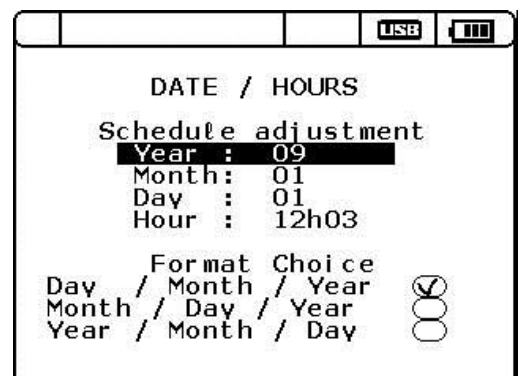 USB
DATE / HOURS
Schedule adjustment
Year : 09
Month: 01
Day : 01
Hour : 12h03
Format Choice
Day / Month / Year
Month / Day / Year
Year / Month / Day